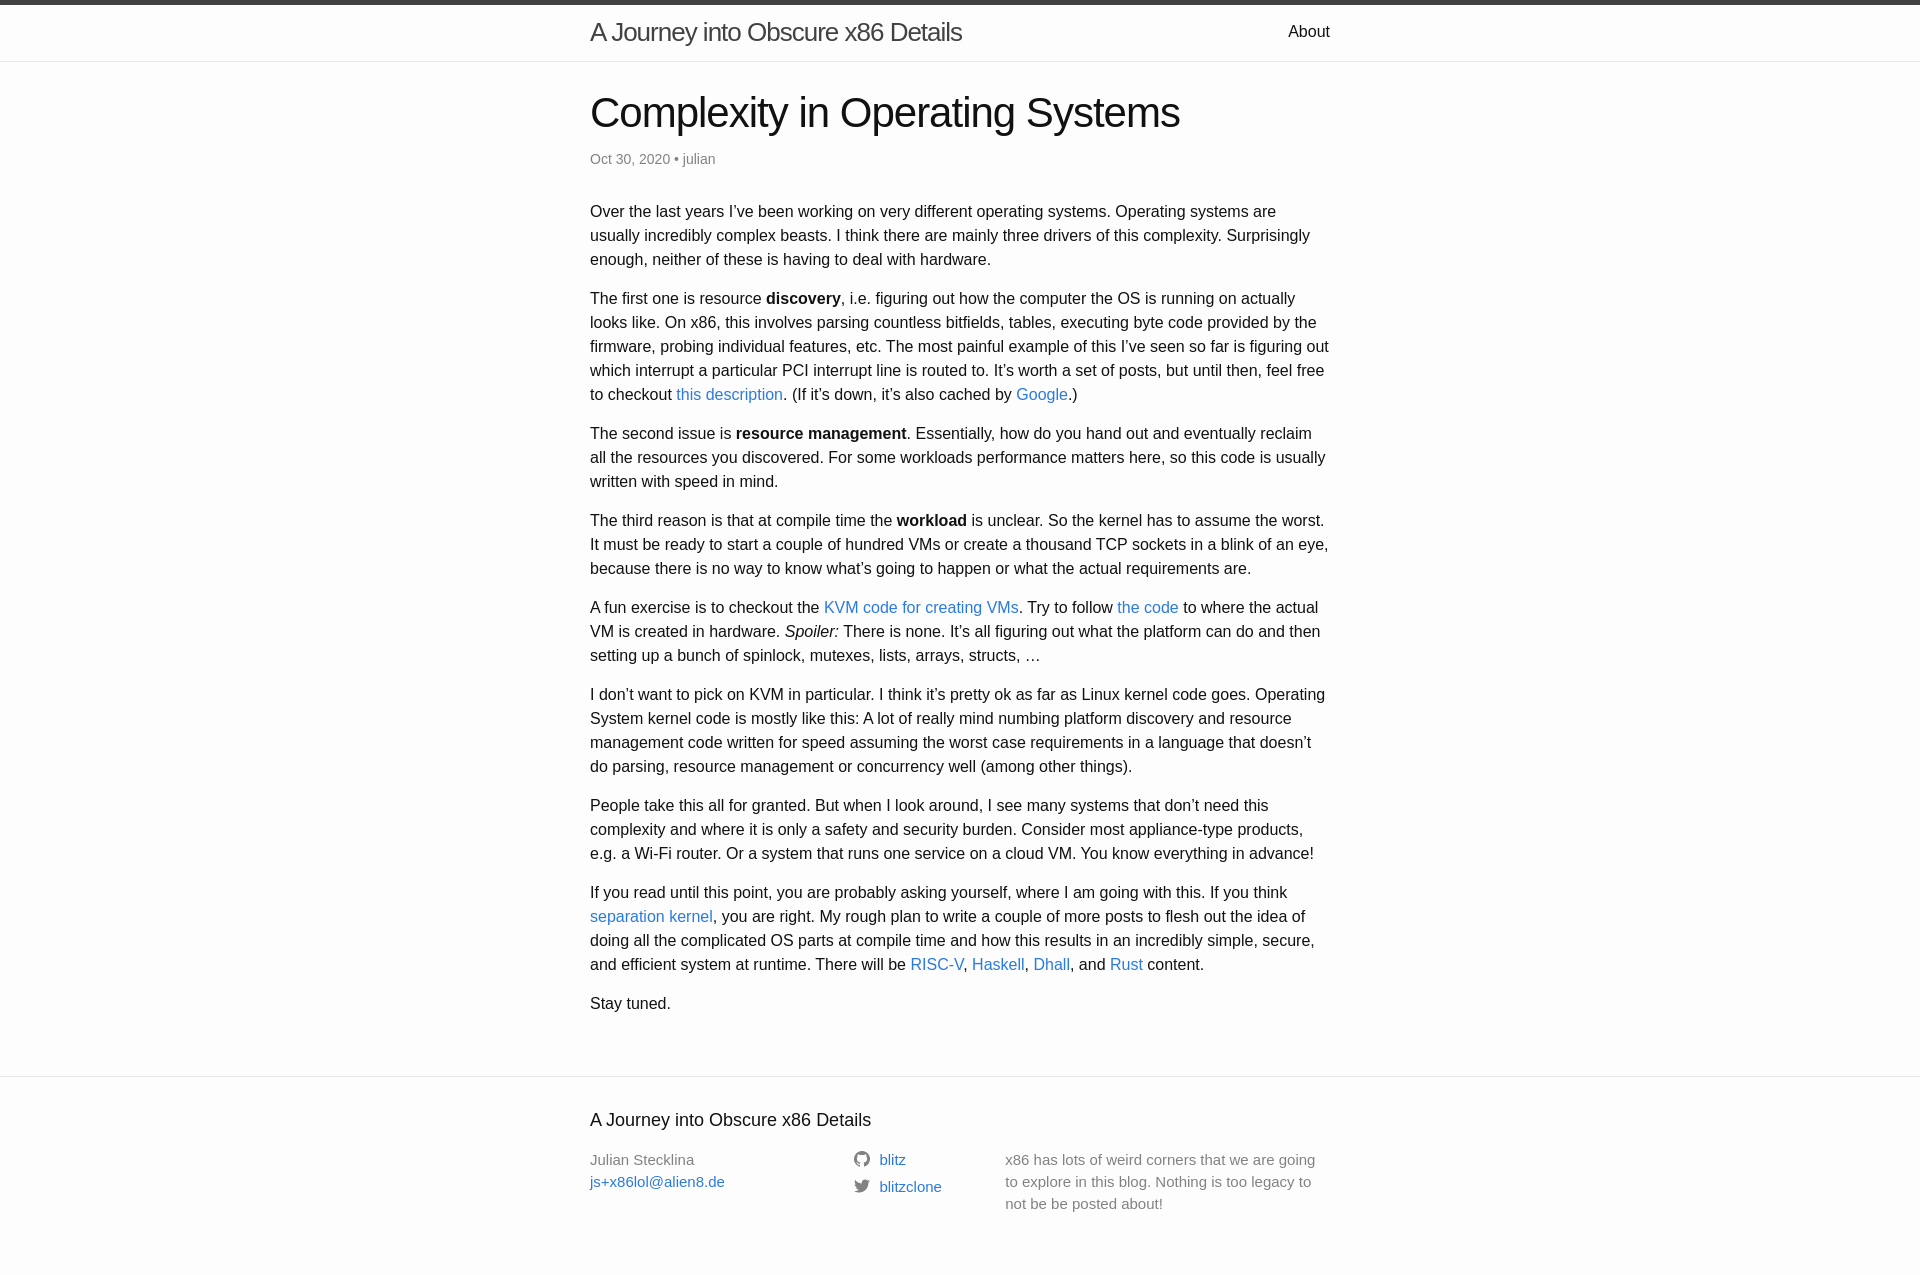 A Journey into Obscure x86 Details
About
Complexity in Operating Systems
Oct 30, 2020 • julian
Over the last years I’ve been working on very different operating systems. Operating systems are
usually incredibly complex beasts. I think there are mainly three drivers of this complexity. Surprisingly
enough, neither of these is having to deal with hardware.
The first one is resource discovery, i.e. figuring out how the computer the OS is running on actually
looks like. On x86, this involves parsing countless bitfields, tables, executing byte code provided by the
firmware, probing individual features, etc. The most painful example of this I’ve seen so far is figuring out
which interrupt a particular PCI interrupt line is routed to. It’s worth a set of posts, but until then, feel free
to checkout this description. (If it’s down, it’s also cached by Google.)
The second issue is resource management. Essentially, how do you hand out and eventually reclaim
all the resources you discovered. For some workloads performance matters here, so this code is usually
written with speed in mind.
The third reason is that at compile time the workload is unclear. So the kernel has to assume the worst.
It must be ready to start a couple of hundred VMs or create a thousand TCP sockets in a blink of an eye,
because there is no way to know what’s going to happen or what the actual requirements are.
A fun exercise is to checkout the KVM code for creating VMs. Try to follow the code to where the actual
VM is created in hardware. Spoiler: There is none. It’s all figuring out what the platform can do and then
setting up a bunch of spinlock, mutexes, lists, arrays, structs, …
I don’t want to pick on KVM in particular. I think it’s pretty ok as far as Linux kernel code goes. Operating
System kernel code is mostly like this: A lot of really mind numbing platform discovery and resource
management code written for speed assuming the worst case requirements in a language that doesn’t
do parsing, resource management or concurrency well (among other things).
People take this all for granted. But when I look around, I see many systems that don’t need this
complexity and where it is only a safety and security burden. Consider most appliance-type products,
e.g. a Wi-Fi router. Or a system that runs one service on a cloud VM. You know everything in advance!
If you read until this point, you are probably asking yourself, where I am going with this. If you think
separation kernel, you are right. My rough plan to write a couple of more posts to flesh out the idea of
doing all the complicated OS parts at compile time and how this results in an incredibly simple, secure,
and efficient system at runtime. There will be RISC-V, Haskell, Dhall, and Rust content.
Stay tuned.
A Journey into Obscure x86 Details
Julian Stecklina
js+x86lol@alien8.de
blitz
blitzclone
x86 has lots of weird corners that we are going
to explore in this blog. Nothing is too legacy to
not be be posted about!